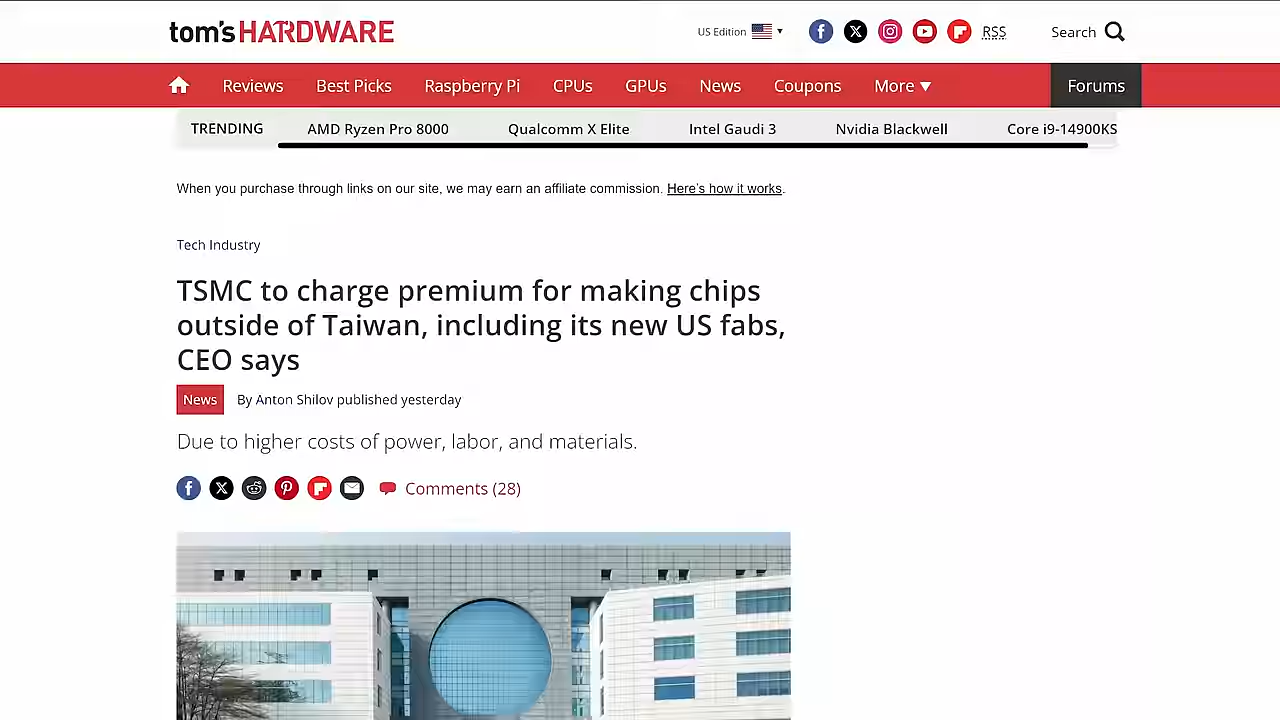 tom's HARDWARE
US Edition
RSS
Search
Reviews
Best Picks
Raspberry Pi
CPUs
GPUs
News
Coupons
More
Forums
TRENDING
AMD Ryzen Pro 8000
Qualcomm X Elite
Intel Gaudi 3
Nvidia Blackwell
Core i9-14900KS
When you purchase through links on our site, we may earn an affiliate commission. Here's how it works.
Tech Industry
TSMC to charge premium for making chips
outside of Taiwan, including its new US fabs,
CEO says
News
By Anton Shilov published yesterday
Due to higher costs of power, labor, and materials.
Comments (28)